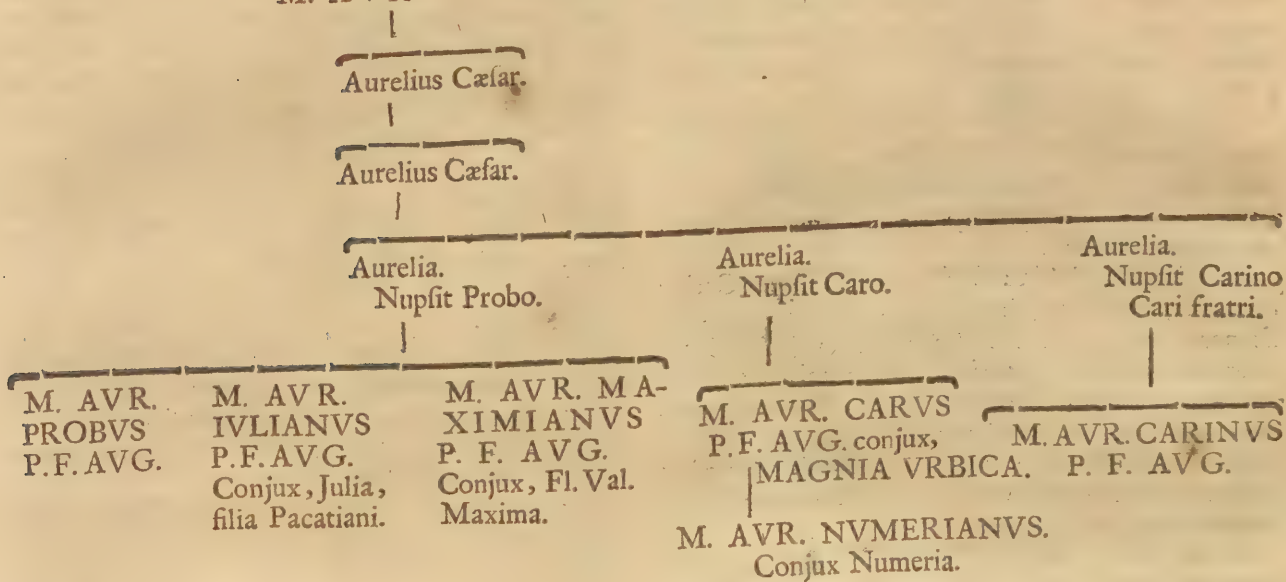 M.
Aurelius Cæſar.
Aurelius Cæſar.
Aurelia.
Nupſit Probo.
Aurelia.
Nupſit Caro.
Aurelia.
Nupſit Carino
Cari fratri.
M. AVR.
PROBVS
P.F. AVG.
M. AVR.
IVLIANVS
P.F. AVG.
Conjux, Julia,
filia Pacatiani.
M. AVR. MA-
XIMIANVS
P. F. AVG.
Conjux, Fl. Val.
Maxima.
M. AVR. CARVS
P.F. AVG. conjux,
MAGNIA VRBICA.
M. AVR. NVMERIANVS.
Conjux Numeria.
M. AVR. CARINVS
P. F. AVG.